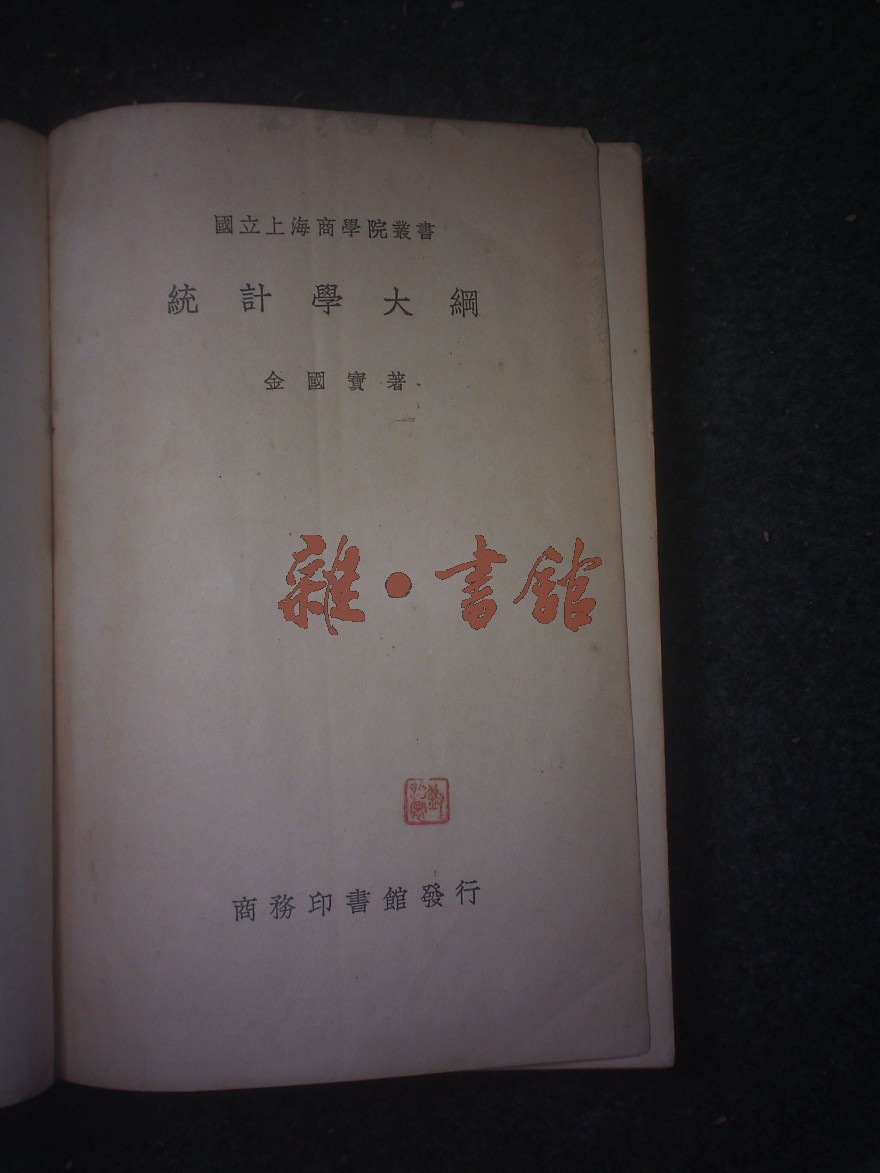 國立上海商學院叢書
統計學大綱
金國寶著
雜·書館
商務印書館發行